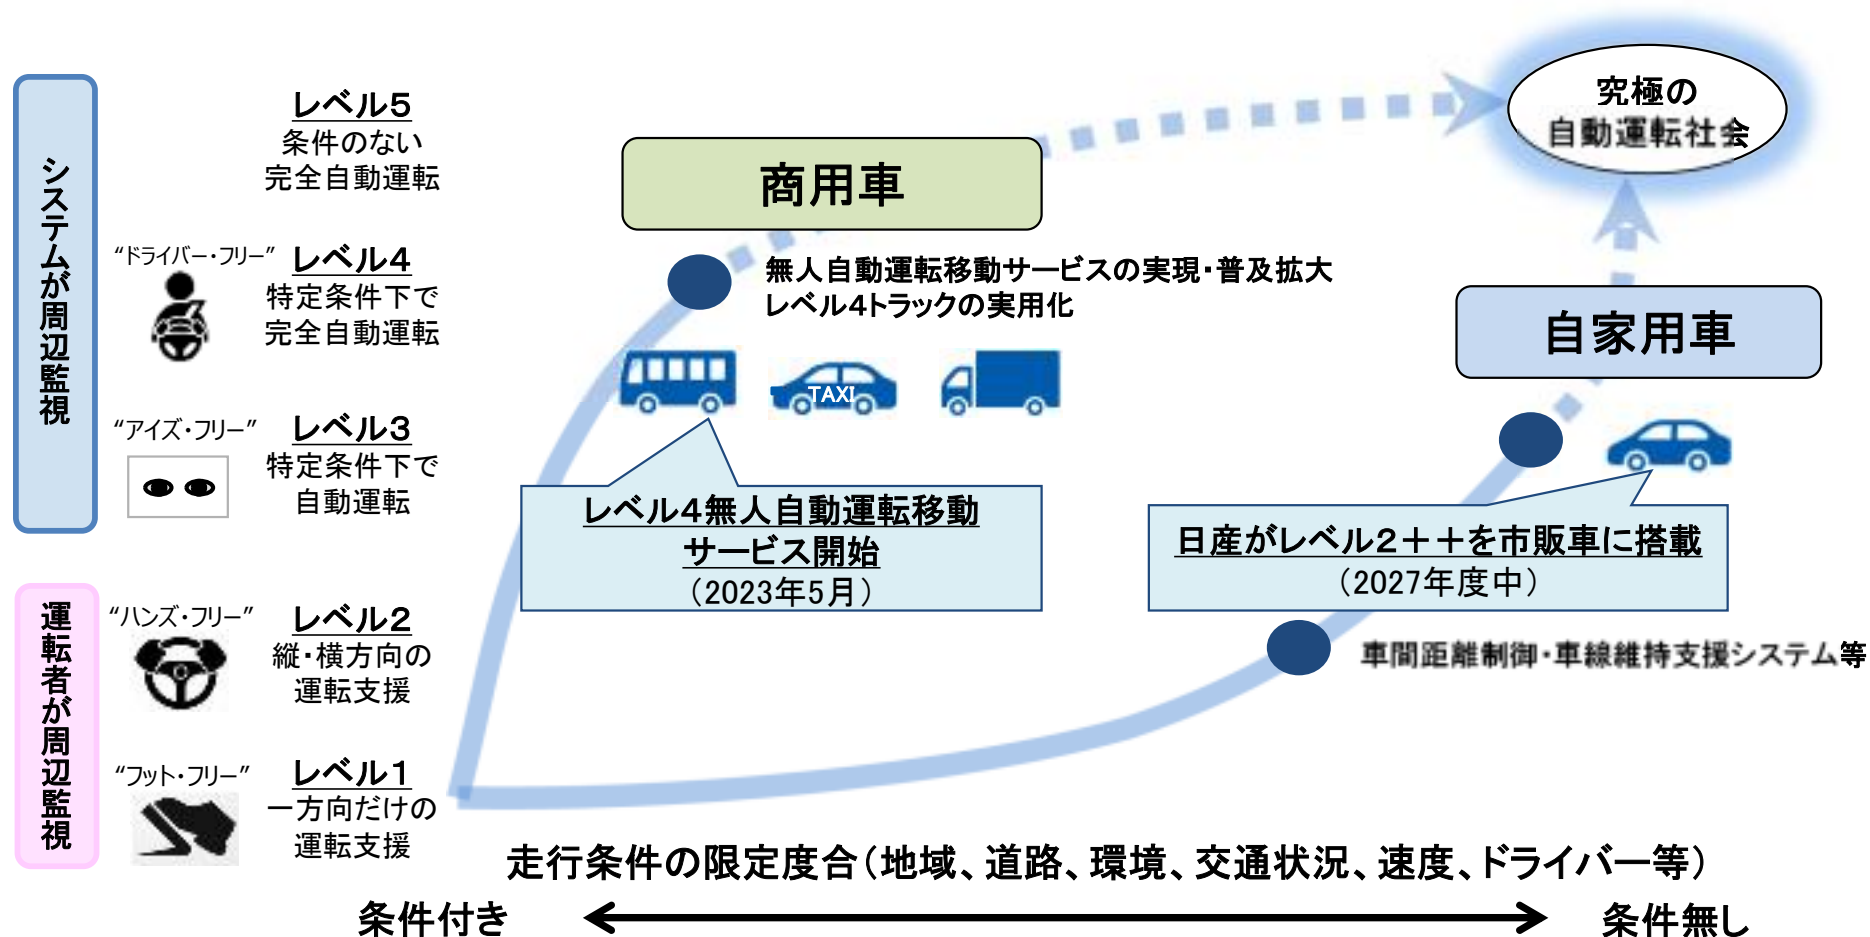 システムが周辺監視
レベル5
条件のない
完全自動運転
“ドライバー・フリー”
レベル4
特定条件下で
完全自動運転
“アイズ・フリー”
レベル3
特定条件下で
自動運転
運転者が周辺監視
“ハンズ・フリー”
レベル2
縦・横方向の
運転支援
“フット・フリー”
レベル1
一方向だけの
運転支援
商用車
無人自動運転移動サービスの実現・普及拡大
レベル4トラックの実用化
TAXI
レベル4無人自動運転移動
サービス開始
（2023年5月）
究極の
自動運転社会
自家用車
日産がレベル2＋＋を市販車に搭載
（2027年度中）
車間距離制御・車線維持支援システム等
走行条件の限定度合（地域、道路、環境、交通状況、速度、ドライバー等）
条件付き
条件無し